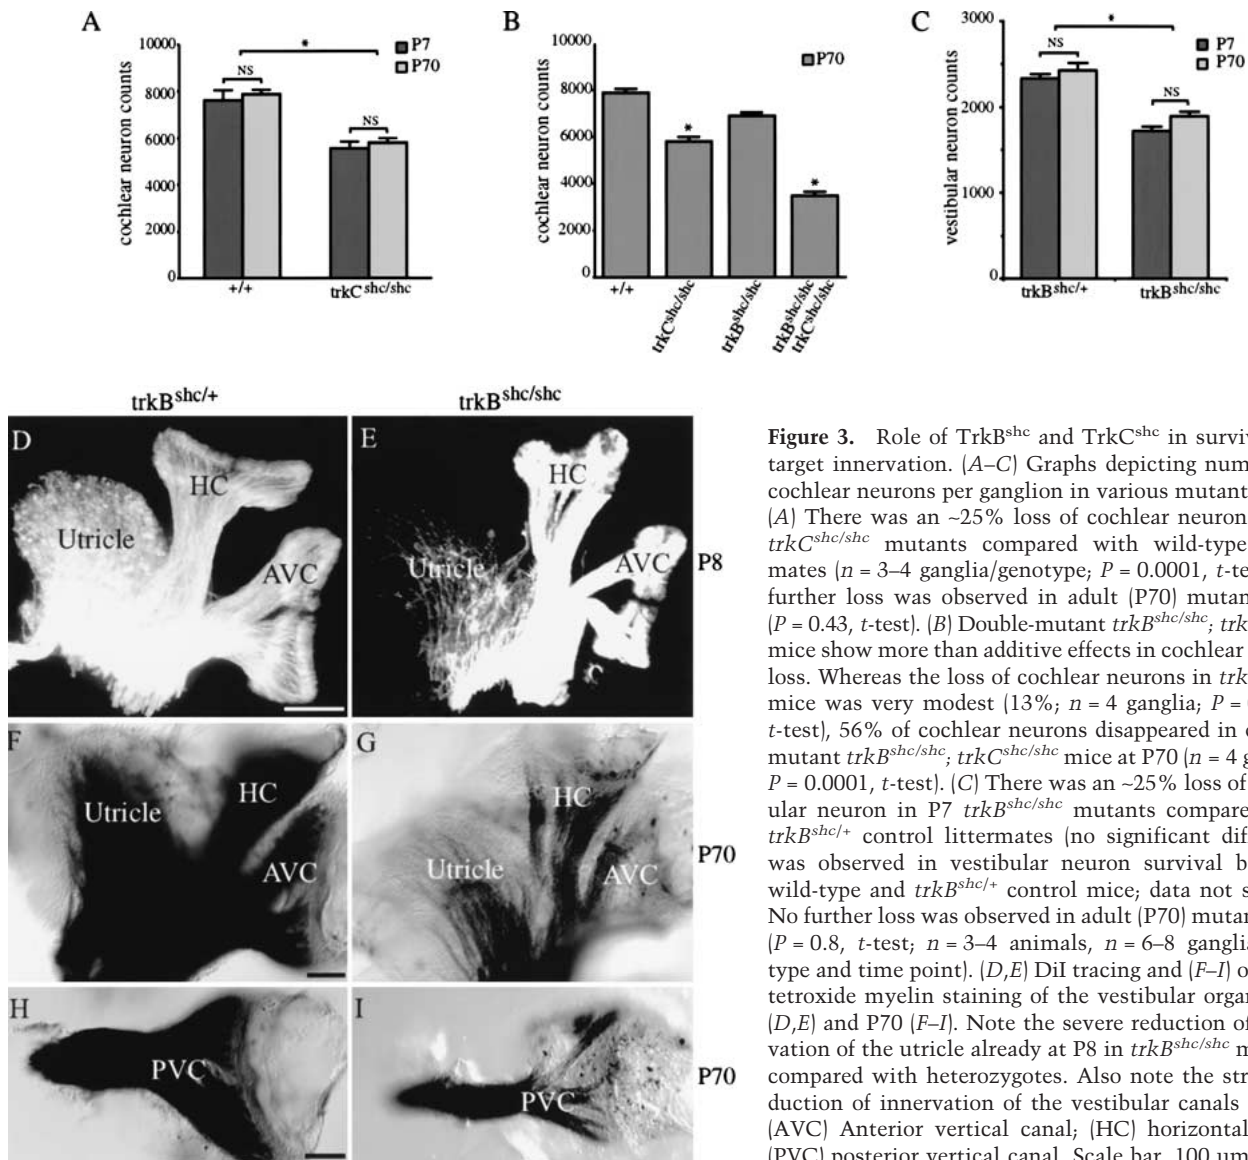 A
B
C
10000
8000
6000
4000
2000
0
cochlear neuron counts
*
NS
NS
P7
P70
+/+
trkC shc/shc
10000
8000
6000
4000
2000
0
cochlear neuron counts
*
*
P70
+/+
trkC shc/shc
trkB shc/shc
trkB shc/shc
trkC shc/shc
3000
2000
1000
0
vestibular neuron counts
*
NS
NS
P7
P70
trkB shc/+
trkB shc/shc
trkB shc/+
trkB shc/shc
D
HC
Utricle
AVC
E
HC
Utricle
AVC
P8
F
Utricle
HC
AVC
G
HC
Utricle
AVC
P70
H
PVC
I
PVC
P70
Figure 3. Role of TrkB shc and TrkC shc in surviv
target innervation. (A–C) Graphs depicting num
cochlear neurons per ganglion in various mutant
(A) There was an ~25% loss of cochlear neuron
trkC shc/shc mutants compared with wild-type
mates (n = 3–4 ganglia/genotype; P = 0.0001, t-te
further loss was observed in adult (P70) mutan
(P = 0.43, t-test). (B) Double-mutant trkB shc/shc; trk
mice show more than additive effects in cochlear
loss. Whereas the loss of cochlear neurons in trk
mice was very modest (13%; n = 4 ganglia; P =
t-test), 56% of cochlear neurons disappeared in
mutant trkB shc/shc; trkC shc/shc mice at P70 (n = 4 g
P = 0.0001, t-test). (C) There was an ~25% loss of
ular neuron in P7 trkB shc/shc mutants compare
trkB shc/+ control littermates (no significant diff
was observed in vestibular neuron survival b
wild-type and trkB shc/+ control mice; data not s
No further loss was observed in adult (P70) mutan
(P = 0.8, t-test; n = 3–4 animals, n = 6–8 ganglia
type and time point). (D,E) DiI tracing and (F–I) o
tetroxide myelin staining of the vestibular organ
(D,E) and P70 (F–I). Note the severe reduction of
vation of the utricle already at P8 in trkB shc/shc m
compared with heterozygotes. Also note the str
duction of innervation of the vestibular canals
(AVC) Anterior vertical canal; (HC) horizontal
(PVC) posterior vertical canal. Scale bar, 100 µm